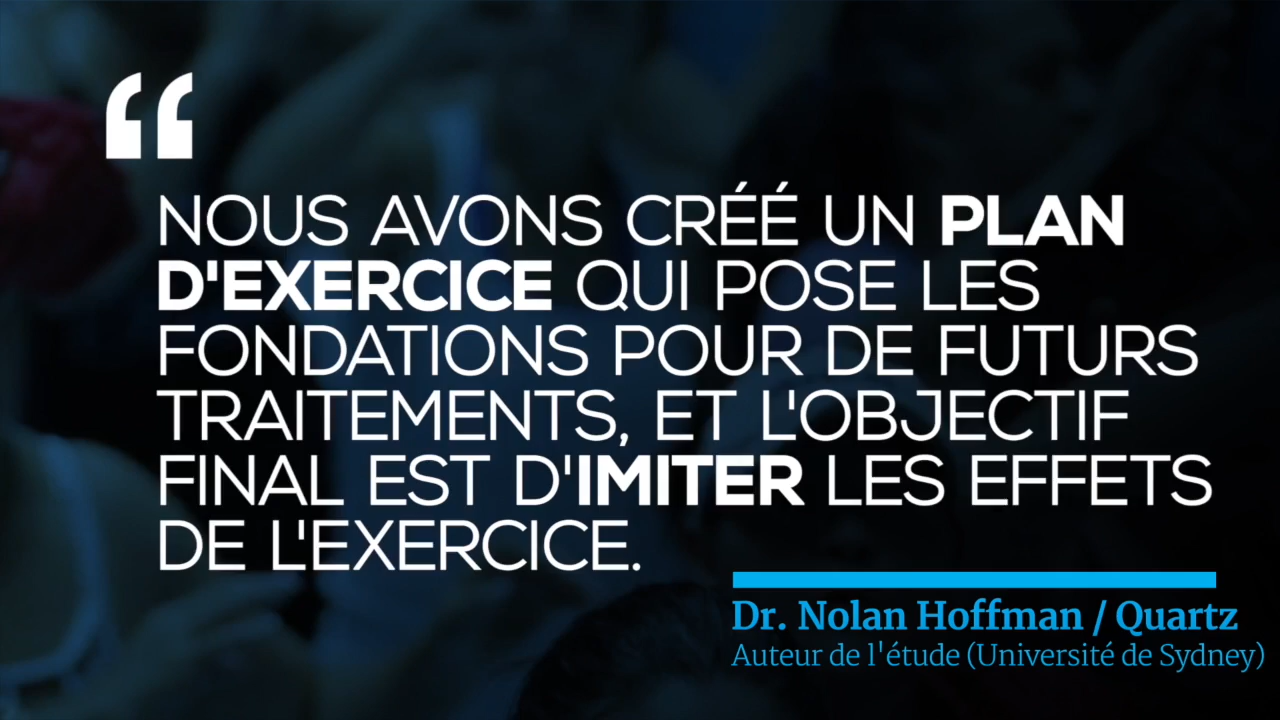 “
NOUS AVONS CRÉÉ UN PLAN
D'EXERCICE QUI POSE LES
FONDATIONS POUR DE FUTURS
TRAITEMENTS, ET L'OBJECTIF
FINAL EST D'IMITER LES EFFETS
DE L'EXERCICE.
Dr. Nolan Hoffman / Quartz
Auteur de l'étude (Université de Sydney)